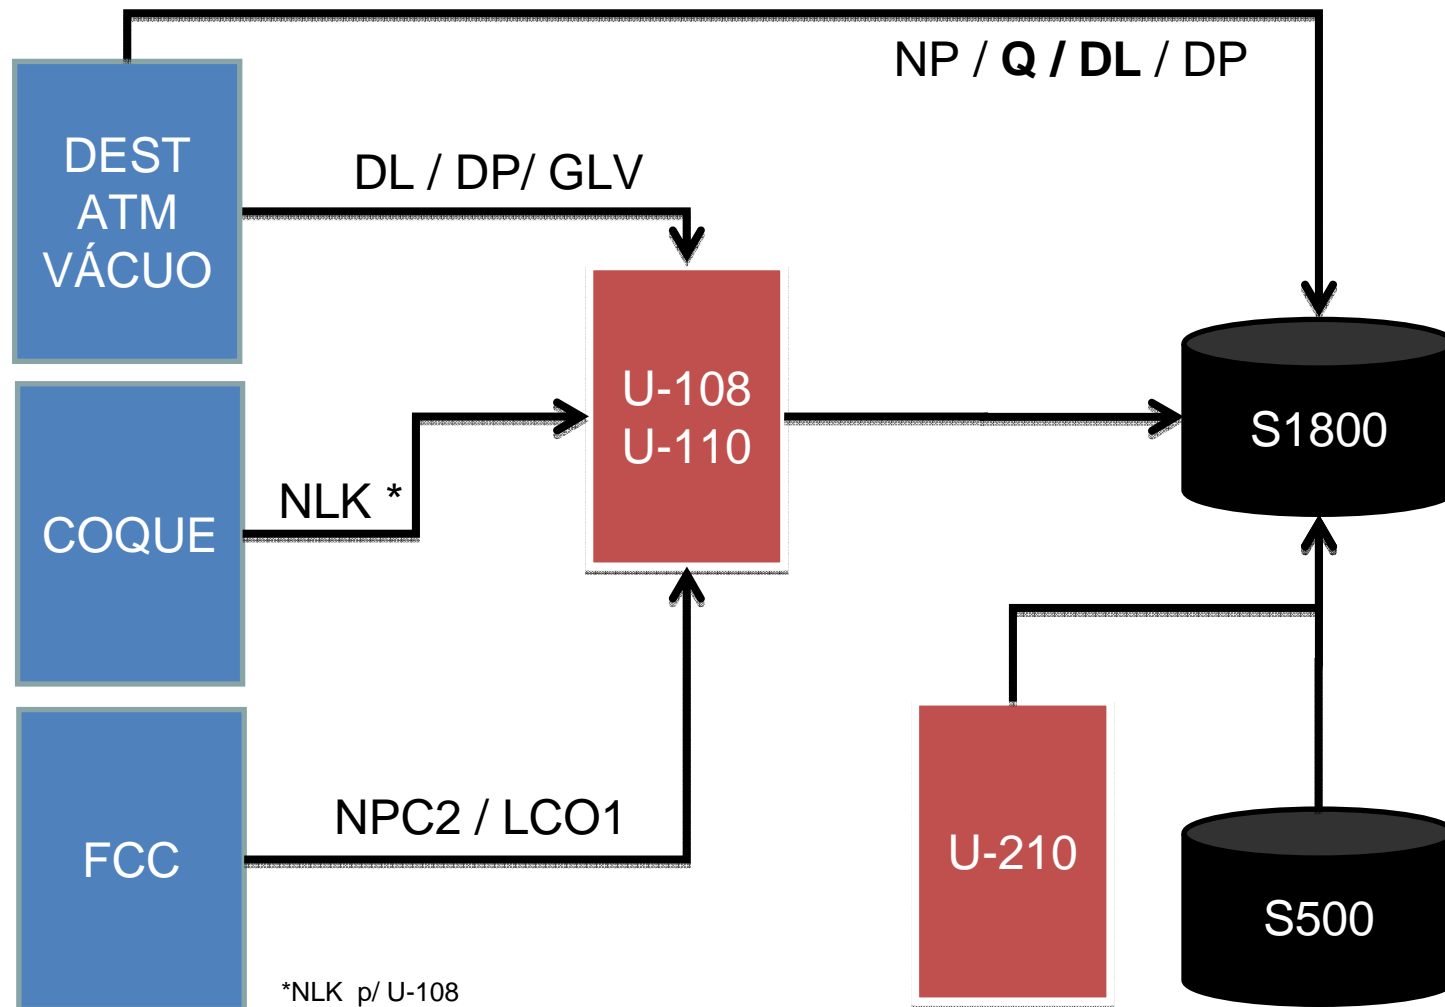 NP / Q / DL / DP
DEST
ATM
VÁCUO
DL / DP/ GLV
U-108
U-110
S1800
NLK *
COQUE
NPC2 / LCO1
FCC
U-210
S500
*NLK p/ U-108